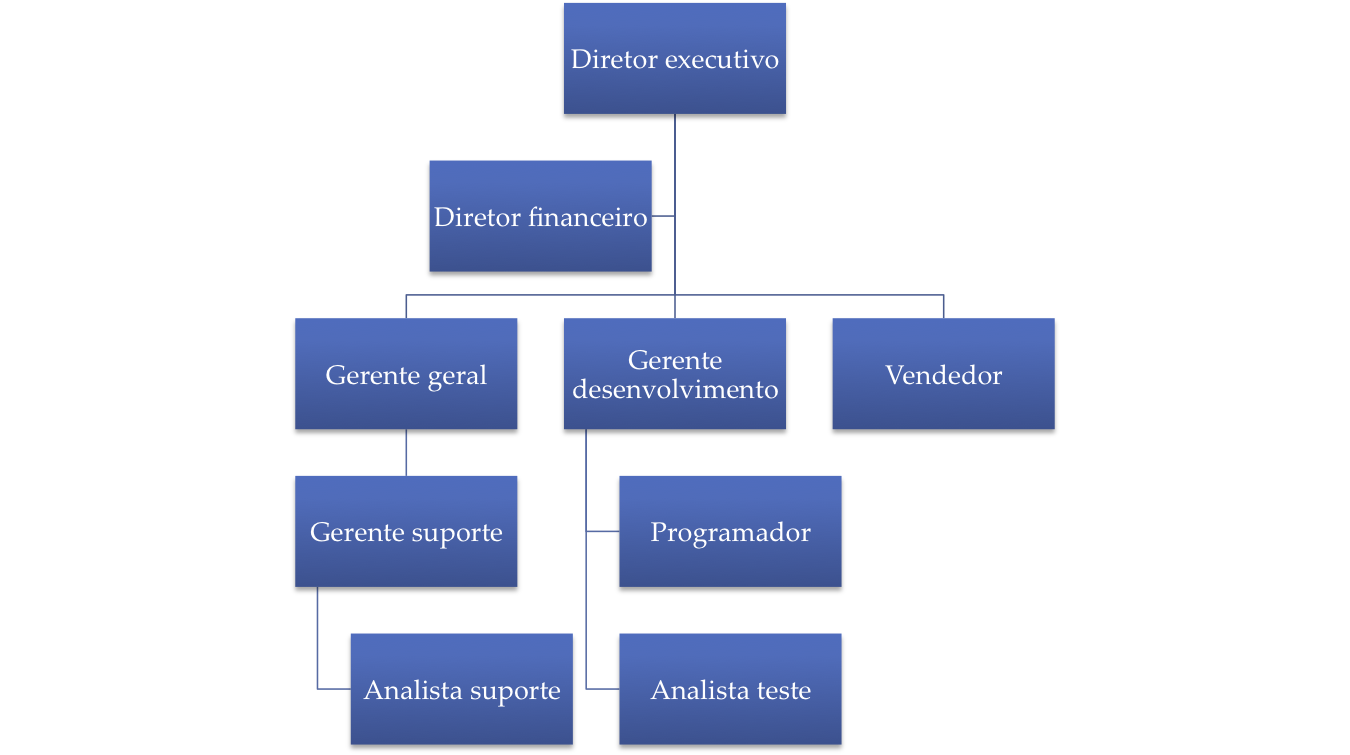 Diretor executivo
Diretor financeiro
Gerente geral
Gerente
desenvolvimento
Vendedor
Gerente suporte
Programador
Analista suporte
Analista teste